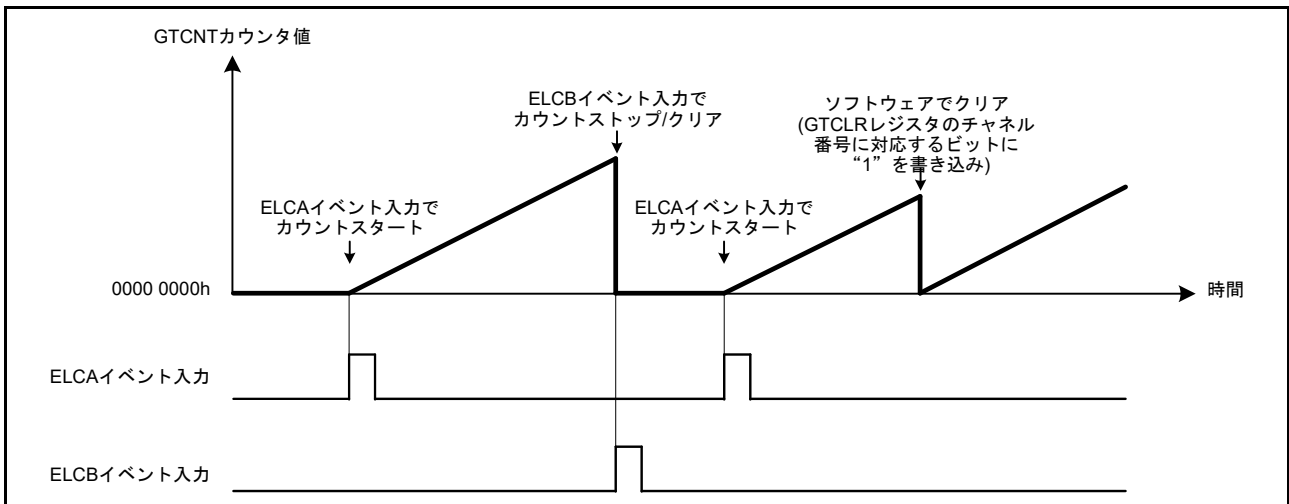 GTCNTカウンタ値
ELCBイベント入力で
カウントストップ/クリア
ソフトウェアでクリア
(GTCLRレジスタのチャネル
番号に対応するビットに
“1”を書き込み)
ELCAイベント入力で
カウントスタート
ELCAイベント入力で
カウントスタート
0000 0000h
時間
ELCAイベント入力
ELCBイベント入力